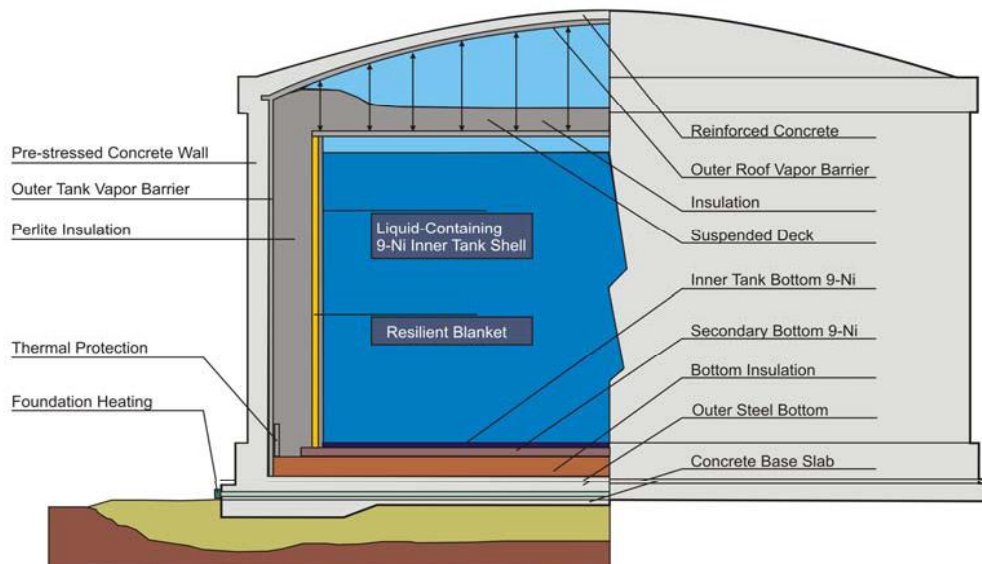 Pre-stressed Concrete Wall
Outer Tank Vapor Barrier
Perlite Insulation
Thermal Protection
Foundation Heating
Liquid-Containing
9-Ni Inner Tank Shell
Resilient Blanket
Reinforced Concrete
Outer Roof Vapor Barrier
Insulation
Suspended Deck
Inner Tank Bottom 9-Ni
Secondary Bottom 9-Ni
Bottom Insulation
Outer Steel Bottom
Concrete Base Slab